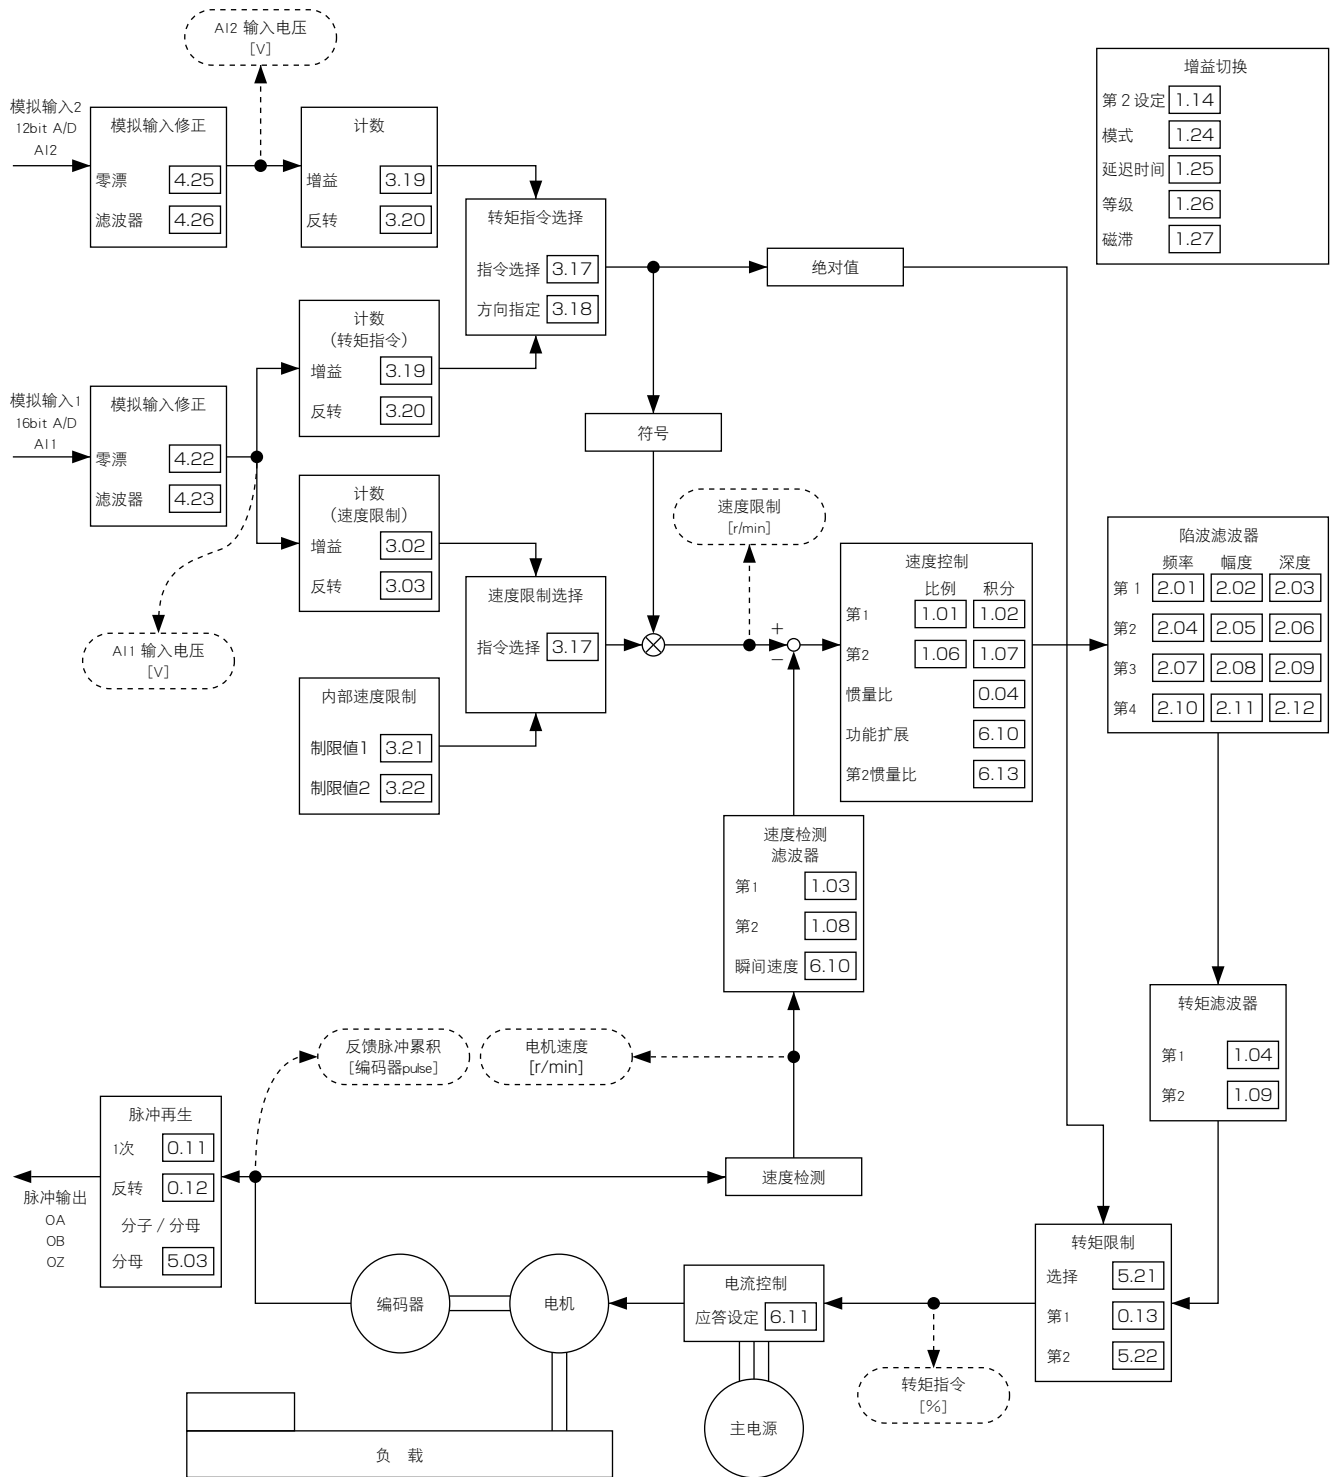 AI2 输入电压
[V]
模拟输入2
12bit A/D
AI2
模拟输入修正
零漂 4.25
滤波器 4.26
计数
增益 3.19
反转 3.20
转矩指令选择
指令选择 3.17
方向指定 3.18
绝对值
增益切换
第2设定 1.14
模式 1.24
延迟时间 1.25
等级 1.26
磁滞 1.27
模拟输入1
16bit A/D
AI1
模拟输入修正
零漂 4.22
滤波器 4.23
计数
（转矩指令）
增益 3.19
反转 3.20
符号
计数
（速度限制）
增益 3.02
反转 3.03
AI1 输入电压
[V]
速度限制选择
指令选择 3.17
内部速度限制
制限値1 3.21
制限値2 3.22
速度限制
[r/min]
+
−
速度控制
比例 积分
第1 1.01 1.02
第2 1.06 1.07
惯量比 0.04
功能扩展 6.10
第2惯量比 6.13
陷波滤波器
频率 幅度 深度
第1 2.01 2.02 2.03
第2 2.04 2.05 2.06
第3 2.07 2.08 2.09
第4 2.10 2.11 2.12
速度检测
滤波器
第1 1.03
第2 1.08
瞬间速度 6.10
转矩滤波器
第1 1.04
第2 1.09
反馈脉冲累积
[编码器pulse]
电机速度
[r/min]
脉冲再生
1次 0.11
反转 0.12
分子 / 分母
分母 5.03
脉冲输出
OA
OB
OZ
速度检测
编码器
电机
电流控制
应答设定 6.11
转矩限制
选择 5.21
第1 0.13
第2 5.22
转矩指令
[%]
主电源
负 载